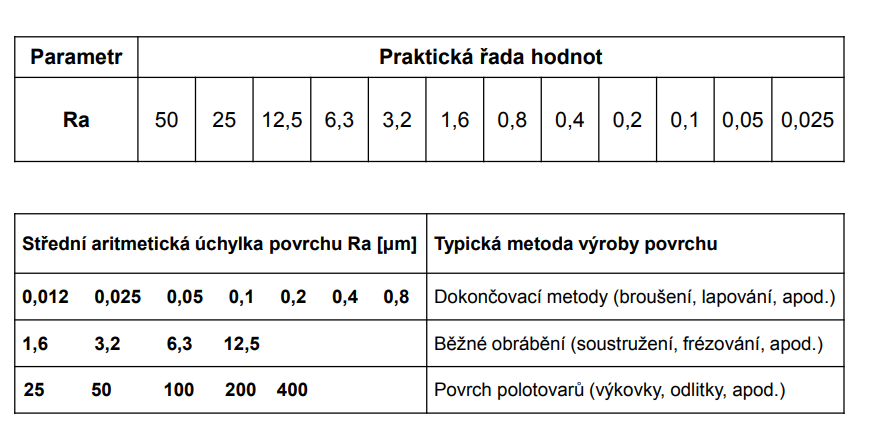 Parametr Praktická řada hodnot
Ra 50 25 12,5 6,3 3,2 1,6 0,8 0,4 0,2 0,1 0,05 0,025
Střední aritmetická úchylka povrchu Ra [µm] Typická metoda výroby povrchu
0,012 0,025 0,05 0,1 0,2 0,4 0,8 Dokončovací metody (broušení, lapování, apod.)
1,6 3,2 6,3 12,5 Běžné obrábění (soustružení, frézování, apod.)
25 50 100 200 400 Povrch polotovarů (výkovky, odlitky, apod.)